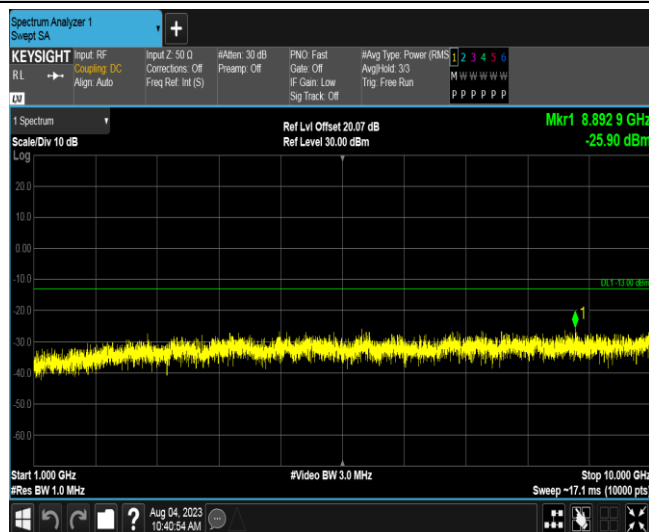 Spectrum Analyzer 1
Swept SA
+
KEYSIGHT Input: RF Input Z: 50 Ω #Atten: 30 dB PNO: Fast #Avg Type: Power (RMS 1 2 3 4 5 6
RL Coupling: DC Corrections: Off Preamp: Off Gate: Off Avg|Hold: 3/3 M W W W W W
Align: Auto Freq Ref: Int (S) IF Gain: Low Trig: Free Run
LXI Sig Track: Off P P P P P P
1 Spectrum Ref Lvl Offset 20.07 dB Mkr1 8.892 9 GHz
Scale/Div 10 dB Ref Level 30.00 dBm -25.90 dBm
Log
20.0
10.0
0.00
-10.0
DL1 -13.00 dBm
-20.0
1
-30.0
-40.0
-50.0
-60.0
Start 1.000 GHz #Video BW 3.0 MHz Stop 10.000 GHz
#Res BW 1.0 MHz Sweep ~17.1 ms (10000 pts)
? Aug 04, 2023
10:40:54 AM